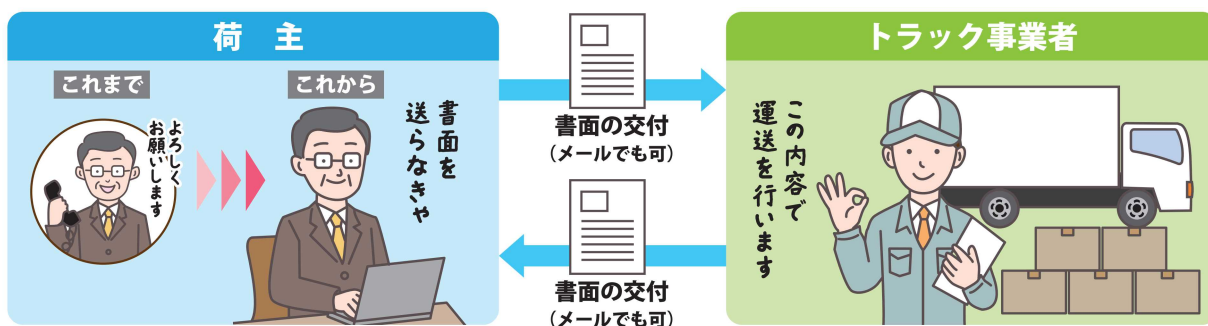 荷 主
これまで
よろしく
お願いします
これから
書面を
送らなきゃ
書面の交付
(メールでも可)
書面の交付
(メールでも可)
トラック事業者
この内容で
運送を行います